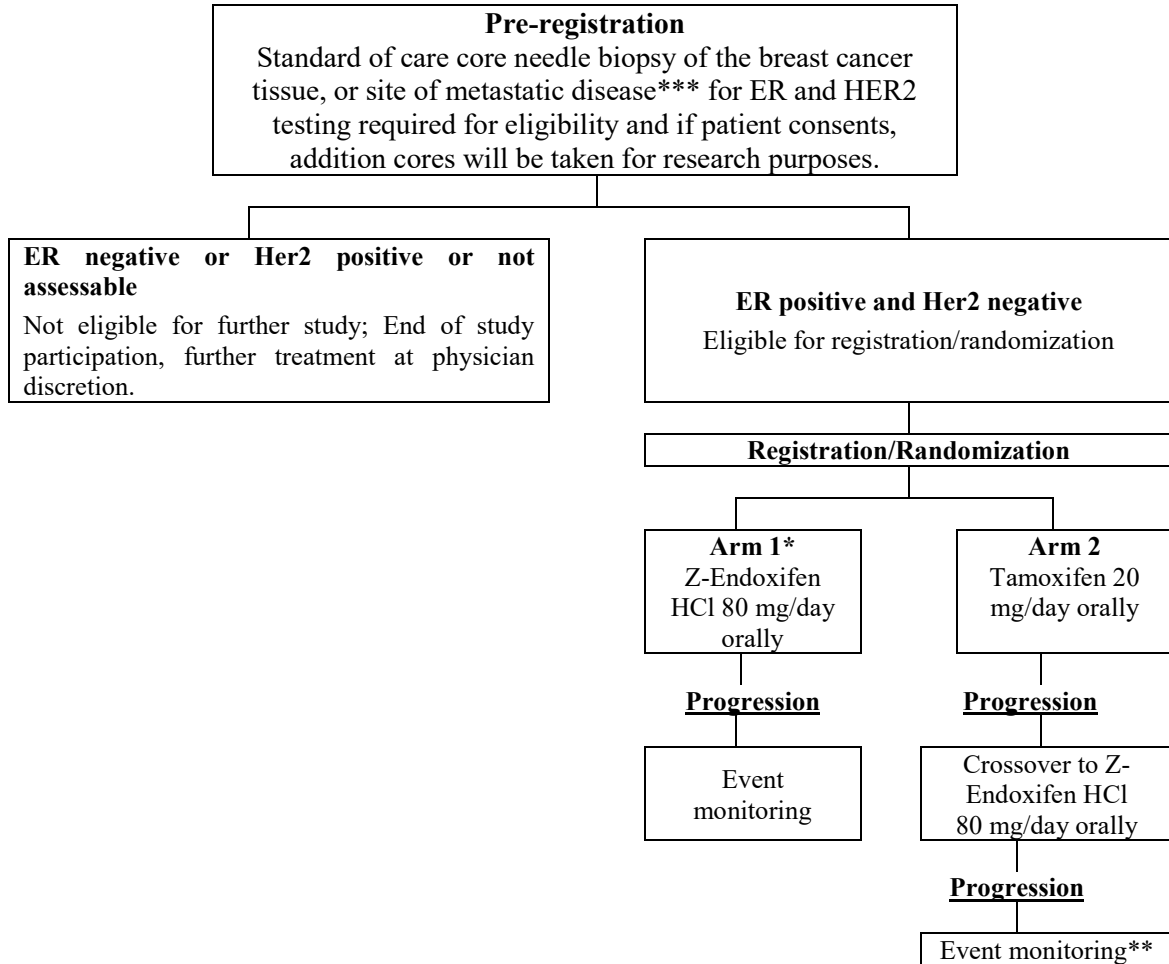 Pre-registration
Standard of care core needle biopsy of the breast cancer
tissue, or site of metastatic disease*** for ER and HER2
testing required for eligibility and if patient consents,
addition cores will be taken for research purposes.
ER negative or Her2 positive or not
assessable
Not eligible for further study; End of study
participation, further treatment at physician
discretion.
ER positive and Her2 negative
Eligible for registration/randomization
Registration/Randomization
Arm 1*
Z-Endoxifen
HCl 80 mg/day
orally
Arm 2
Tamoxifen 20
mg/day orally
Progression
Event
monitoring
Progression
Crossover to Z-
Endoxifen HCl
80 mg/day orally
Progression
Event monitoring**